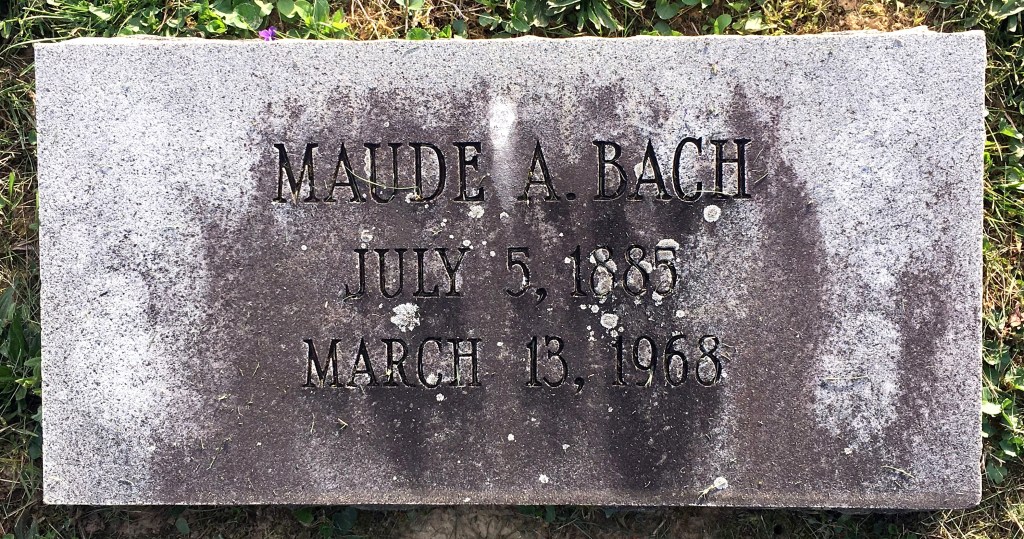 MAUDE A. BACH
JULY 5, 1885
MARCH 13, 1968